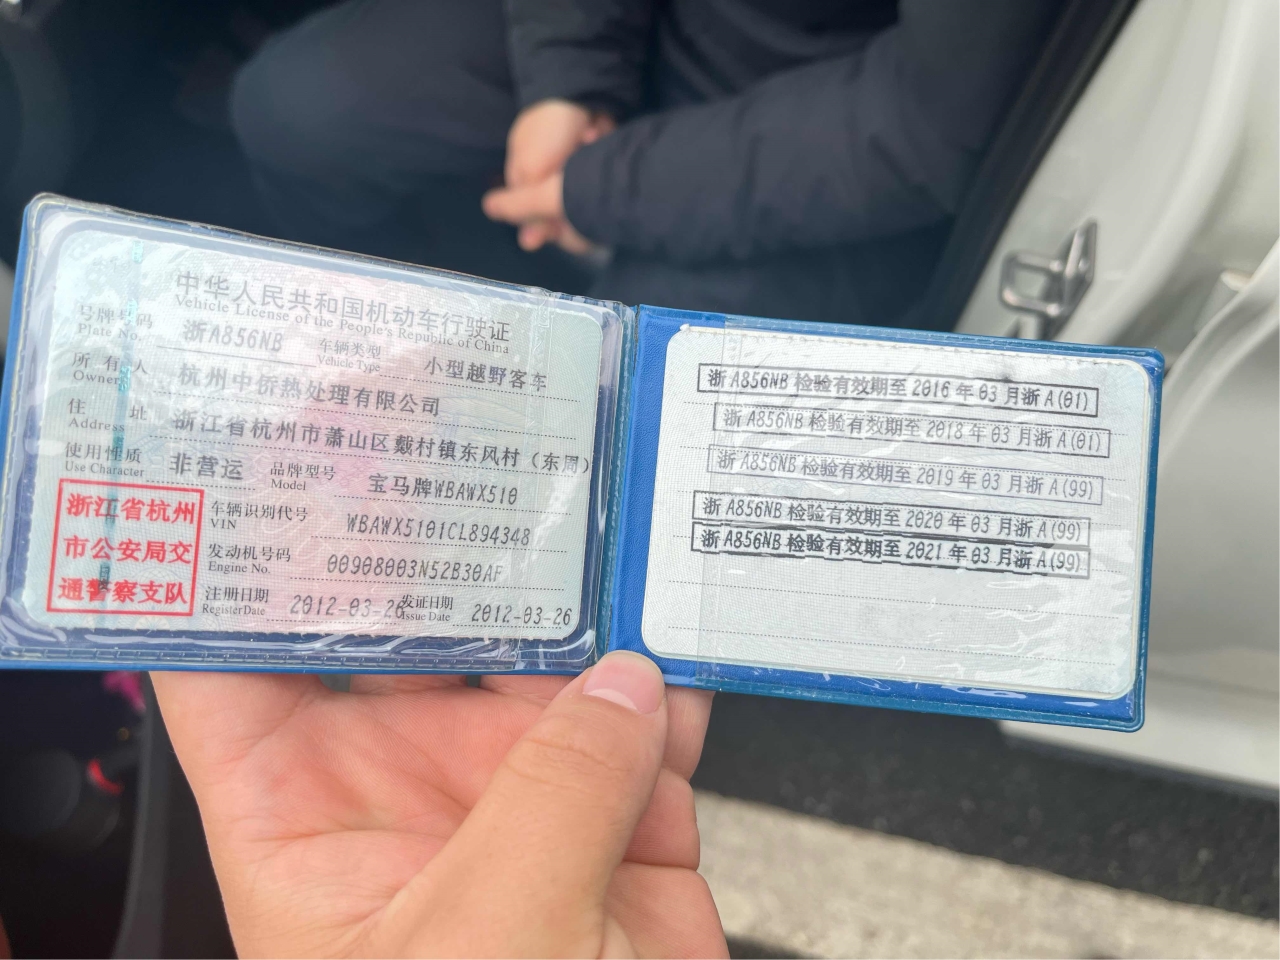 中华人民共和国机动车行驶证
Vehicle License of the People's Republic of China
号牌号码 浙A856NB 车辆类型 小型越野客车
Plate No. Vehicle Type
所有人 杭州中侨热处理有限公司
Owner
住址 浙江省杭州市萧山区戴村镇东风村（东周）
Address
使用性质 非营运 品牌型号 宝马牌WBAWX510
Use Character Model
浙江省杭州
市公安局交
通警察支队
车辆识别代号 WBAWX5101CL894348
VIN
发动机号码 00908003N52B30AF
Engine No.
注册日期 2012-03-26 发证日期 2012-03-26
Register Date Issue Date
浙A856NB检验有效期至2016年03月浙A(01)
浙A856NB检验有效期至2018年03月浙A(01)
浙A856NB检验有效期至2019年03月浙A(99)
浙A856NB检验有效期至2020年03月浙A(99)
浙A856NB检验有效期至2021年03月浙A(99)